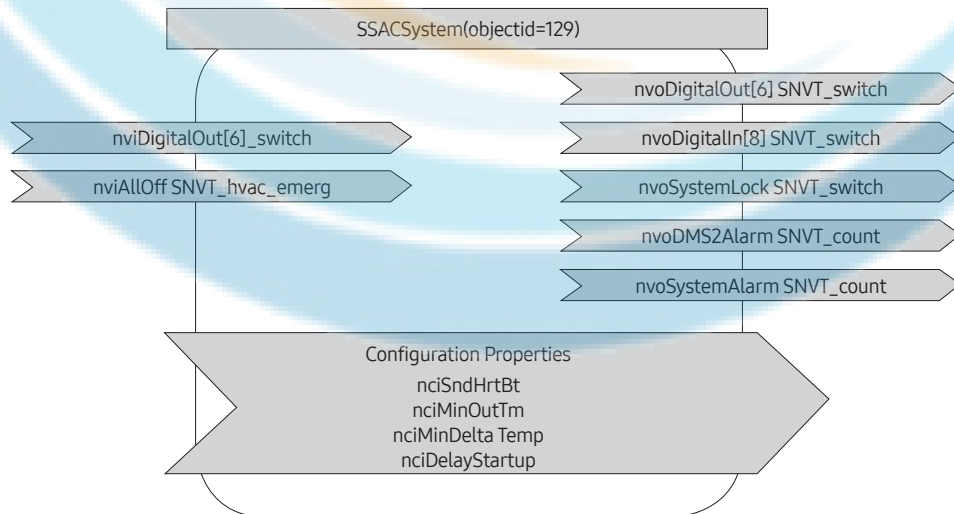 SSACSystem(objectid=129)
nvoDigitalOut[6] SNVT_switch
nviDigitalOut[6]_switch
nvoDigitalIn[8] SNVT_switch
nviAllOff SNVT_hvac_emerg
nvoSystemLock SNVT_switch
nvoDMS2Alarm SNVT_count
nvoSystemAlarm SNVT_count
Configuration Properties
nciSndHrtBt
nciMinOutTm
nciMinDelta Temp
nciDelayStartup